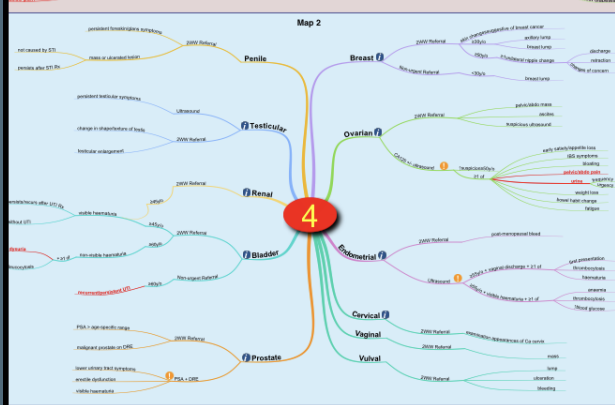 Map 2
4
Penile
2WW Referral
persistent foreskin/glans symptoms
mass or ulcerated lesion
not caused by STI
persists after STI Rx
Testicular
Ultrasound
persistent testicular symptoms
2WW Referral
change in shape/texture of testis
testicular enlargement
Renal
2WW Referral
≥45y/o
visible haematuria
Bladder
2WW Referral
≥45y/o
visible haematuria
without UTI
≥60y/o
non-visible haematuria
+ ≥1 of
dysuria
Non-urgent Referral
≥60y/o
recurrent/persistent UTI
Prostate
2WW Referral
PSA > age-specific range
malignant prostate on DRE
PSA + DRE
lower urinary tract symptoms
erectile dysfunction
visible haematuria
Breast
2WW Referral
skin changes suggestive of breast cancer
axillary lump
breast lump
≥50y/o
unilateral nipple change
discharge
retraction
changes of concern
Non-urgent Referral
<30y/o
breast lump
Ovarian
2WW Referral
pelvic/abdo mass
ascites
suspicious ultrasound
CA125 +/- ultrasound
≥1 of
early satiety/appetite loss
IBS symptoms
bloating
pelvic/abdo pain
urine
urgency
weight loss
bowel habit change
fatigue
Endometrial
2WW Referral
post-menopausal bleed
Ultrasound
≥55y/o + vaginal discharge + ≥1 of
first presentation
thrombocytosis
haematuria
≥55y/o + visible haematuria + ≥1 of
anaemia
thrombocytosis
↑blood glucose
Cervical
2WW Referral
examination appearances of Ca cervix
Vaginal
2WW Referral
mass
Vulval
2WW Referral
lump
ulceration
bleeding